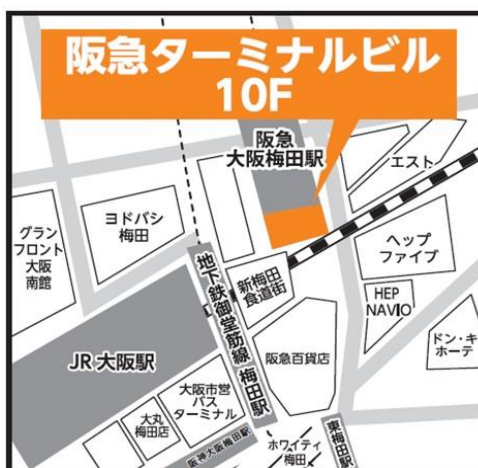 阪急ターミナルビル
10F
阪急
大阪梅田駅
エスト
グラン
フロント
大阪
南館
ヨドバシ
梅田
ヘップ
ファイブ
新梅田
食道街
地下鉄御堂筋線 梅田駅
HEP
NAVIO
ドン・キ
ホーテ
JR 大阪駅
阪急百貨店
大阪市営
バス
ターミナル
大丸
梅田店
阪神大阪梅田駅
ホワイティ
梅田
東梅田駅